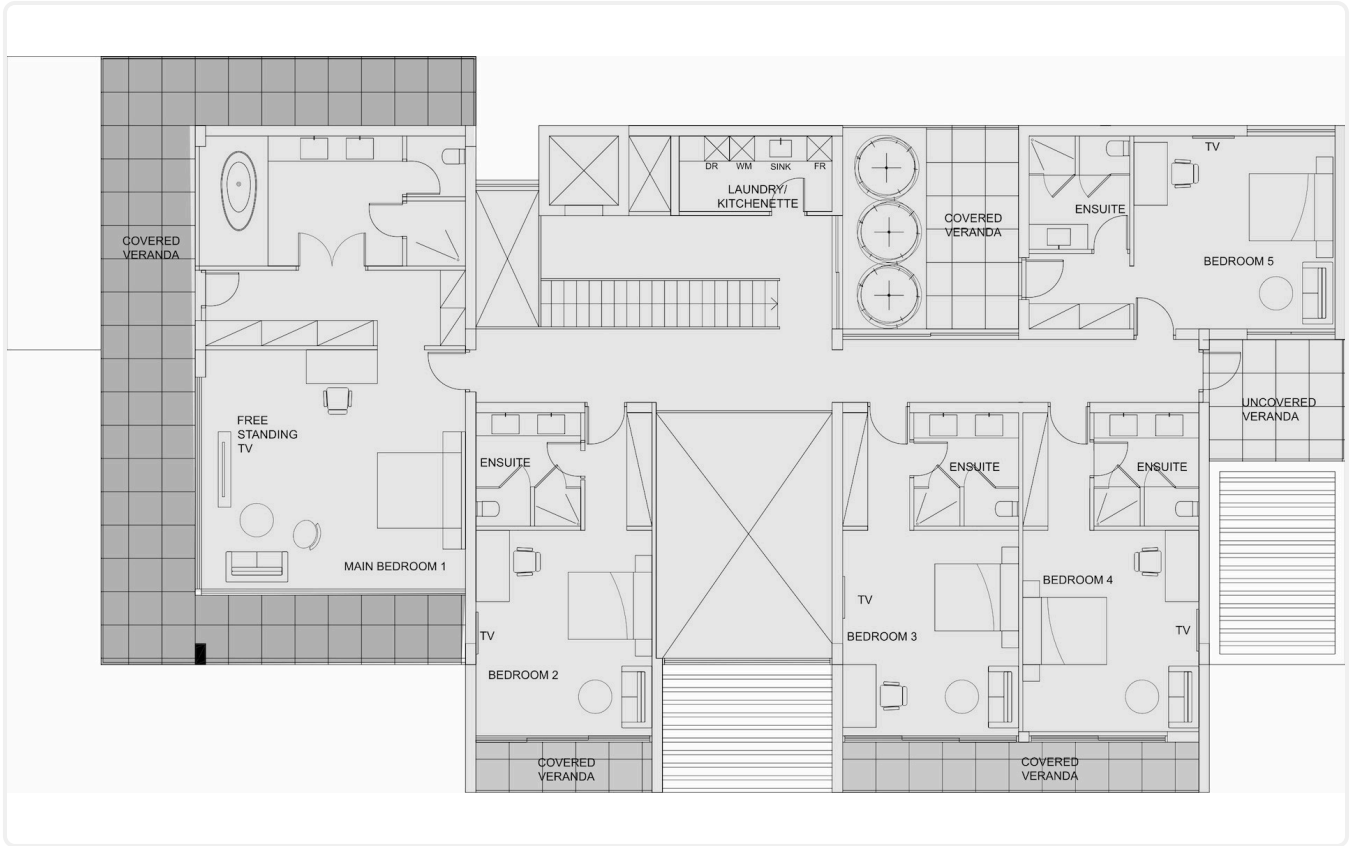 DR WM SINK FR
LAUNDRY/
KITCHENETTE
TV
ENSUITE
COVERED
VERANDA
COVERED
VERANDA
BEDROOM 5
UNCOVERED
VERANDA
FREE
STANDING
TV
MAIN BEDROOM 1
ENSUITE
ENSUITE
ENSUITE
TV
BEDROOM 2
TV
BEDROOM 3
BEDROOM 4
TV
COVERED
VERANDA
COVERED
VERANDA